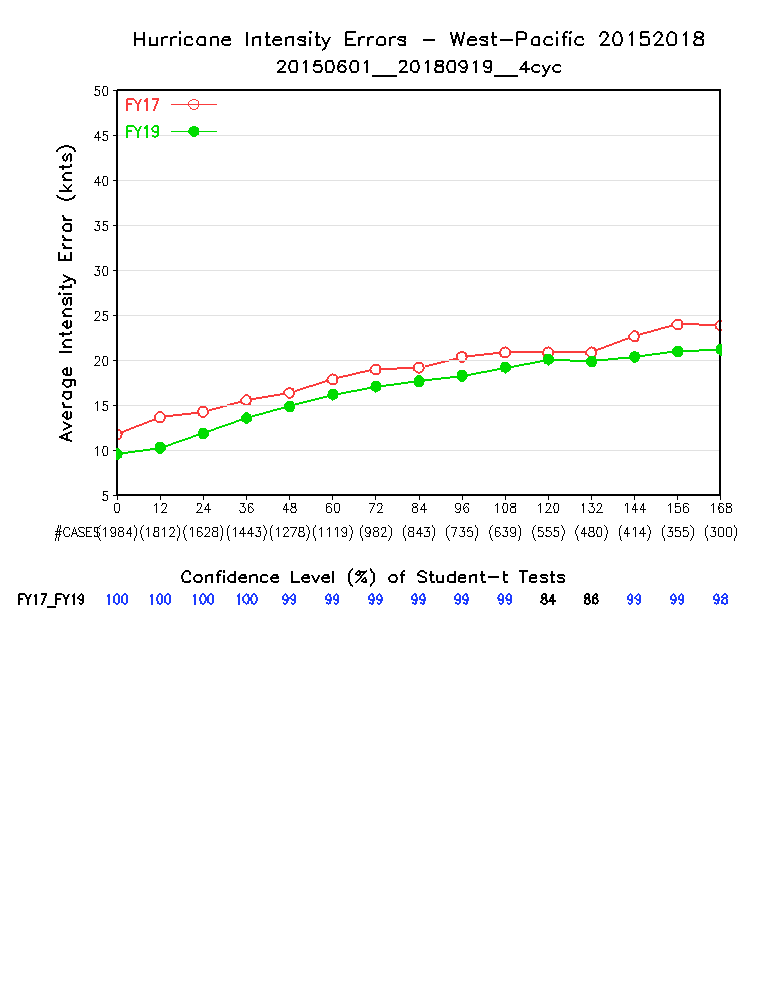 Hurricane Intensity Errors - West-Pacific 20152018
20150601__20180919__4cyc
Average Intensity Error (knts)
FY17
FY19
50
45
40
35
30
25
20
15
10
5
0 12 24 36 48 60 72 84 96 108 120 132 144 156 168
#CASES(1984)(1812)(1628)(1443)(1278)(1119) (982) (843) (735) (639) (555) (480) (414) (355) (300)
Confidence Level (%) of Student-t Tests
FY17_FY19 100 100 100 100 99 99 99 99 99 99 84 86 99 99 98